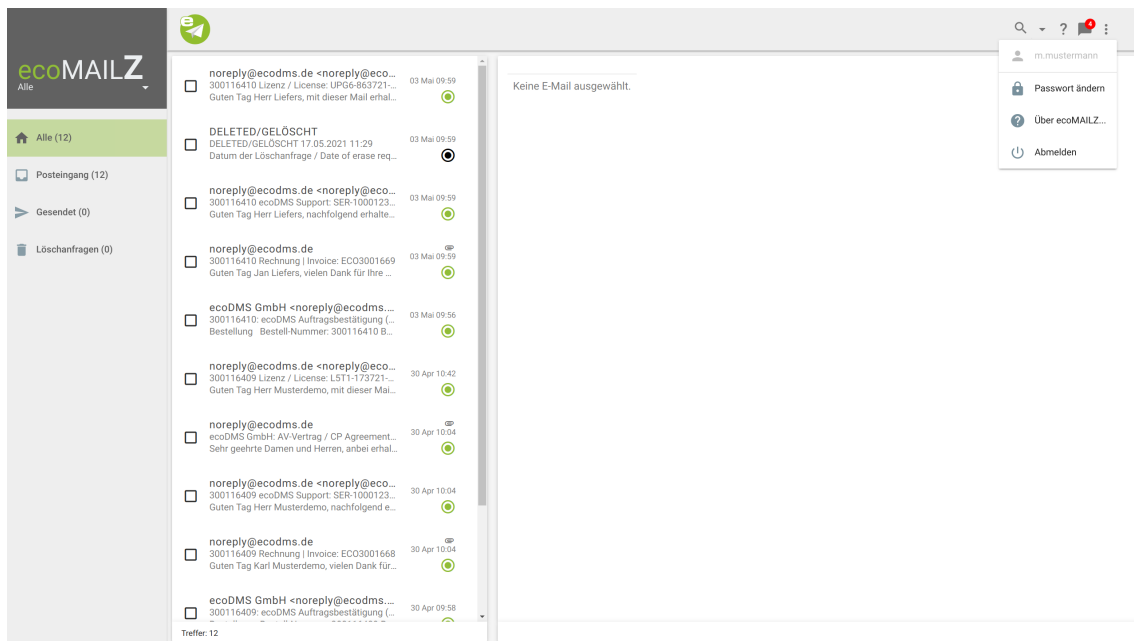 ecoMAILZ
Alle
Alle (12)
Posteingang (12)
Gesendet (0)
Löschanfragen (0)
e
noreply@ecodms.de <noreply@eco...
03 Mai 09:59
300116410 Lizenz / License: UPG6-863721-...
Guten Tag Herr Liefers, mit dieser Mail erhal...
DELETED/GELÖSCHT
03 Mai 09:59
DELETED/GELÖSCHT 17.05.2021 11:29
Datum der Löschanfrage / Date of erase req...
noreply@ecodms.de <noreply@eco...
03 Mai 09:59
300116410 ecoDMS Support: SER-1000123...
Guten Tag Herr Liefers, nachfolgend erhalte...
noreply@ecodms.de
03 Mai 09:59
300116410 Rechnung | Invoice: ECO3001669
Guten Tag Jan Liefers, vielen Dank für Ihre ...
ecoDMS GmbH <noreply@ecodms....
03 Mai 09:56
300116410: ecoDMS Auftragsbestätigung (...
Bestellung Bestell-Nummer: 300116410 B...
noreply@ecodms.de <noreply@eco...
30 Apr 10:42
300116409 Lizenz / License: L5T1-173721-...
Guten Tag Herr Musterdemo, mit dieser Mai...
noreply@ecodms.de
30 Apr 10:04
ecoDMS GmbH: AV-Vertrag / CP Agreement...
Sehr geehrte Damen und Herren, anbei erhal...
noreply@ecodms.de <noreply@eco...
30 Apr 10:04
300116409 ecoDMS Support: SER-1000123...
Guten Tag Herr Musterdemo, nachfolgend e...
noreply@ecodms.de
30 Apr 10:04
300116409 Rechnung | Invoice: ECO3001668
Guten Tag Karl Musterdemo, vielen Dank für...
ecoDMS GmbH <noreply@ecodms....
30 Apr 09:58
300116409: ecoDMS Auftragsbestätigung (...
Treffer: 12
Keine E-Mail ausgewählt.
? 4
m.mustermann
Passwort ändern
? Über ecoMAILZ...
Abmelden